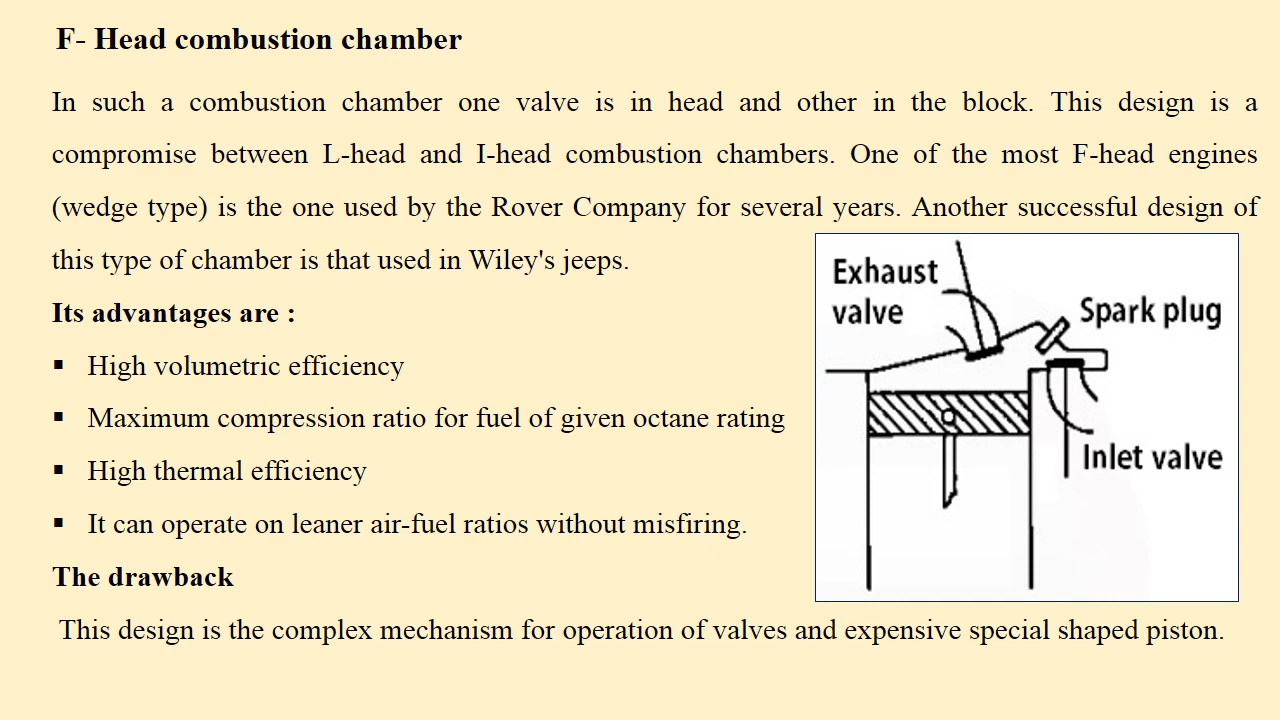 F- Head combustion chamber
In such a combustion chamber one valve is in head and other in the block. This design is a
compromise between L-head and I-head combustion chambers. One of the most F-head engines
(wedge type) is the one used by the Rover Company for several years. Another successful design of
this type of chamber is that used in Wiley's jeeps.
Its advantages are :
▪ High volumetric efficiency
▪ Maximum compression ratio for fuel of given octane rating
▪ High thermal efficiency
▪ It can operate on leaner air-fuel ratios without misfiring.
The drawback
This design is the complex mechanism for operation of valves and expensive special shaped piston.
Exhaust
valve
Spark plug
Inlet valve